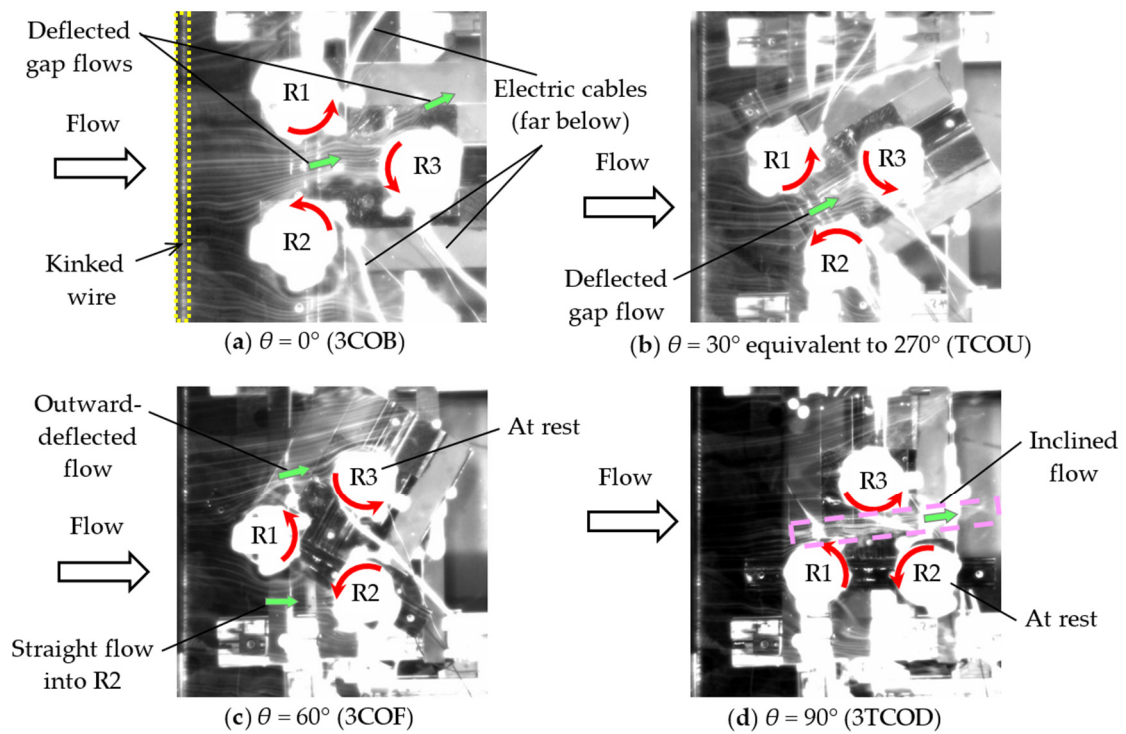 Deflected
gap flows
Flow
Kinked
wire
R1
R2
R3
Electric cables
(far below)
(a) θ = 0° (3COB)
Flow
R1
R3
R2
Deflected
gap flow
(b) θ = 30° equivalent to 270° (TCOU)
Outward-
deflected
flow
Flow
Straight flow
into R2
R3
R1
R2
At rest
(c) θ = 60° (3COF)
Flow
R3
R1
R2
Inclined
flow
At rest
(d) θ = 90° (3TCOD)